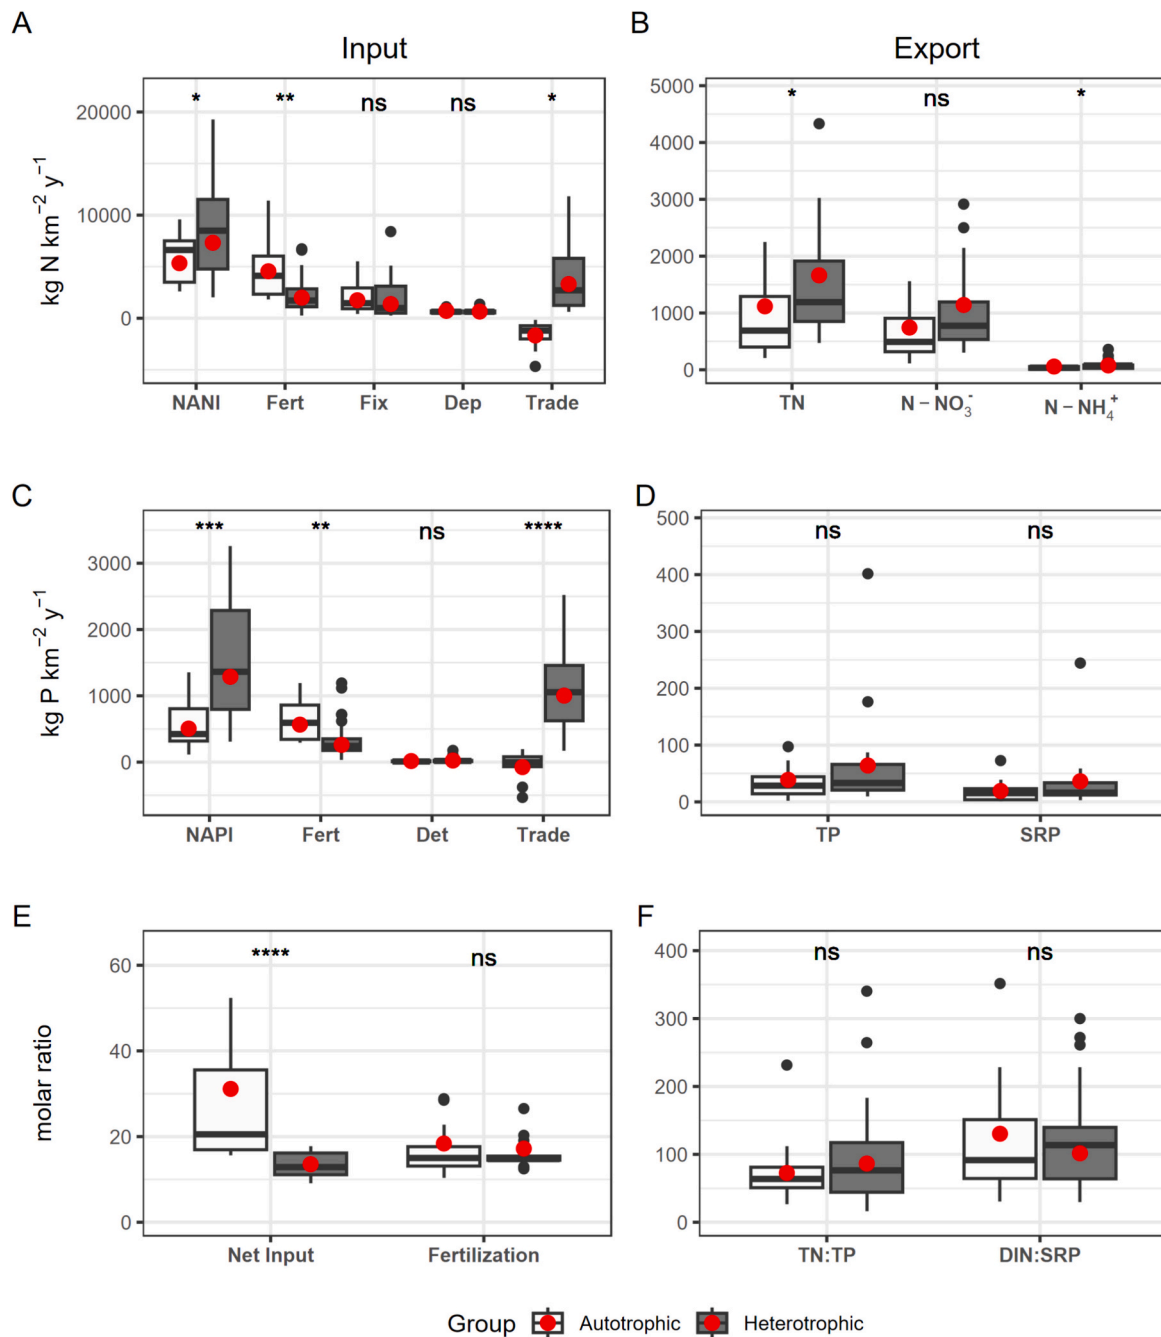 A
Input
B
Export
* ** ns ns *
* ns *
20000
10000
0
kg N km−2 y−1
NANI Fert Fix Dep Trade
5000
4000
3000
2000
1000
0
TN N − NO3- N − NH4+
C
D
*** ** ns ****
ns ns
3000
2000
1000
0
kg P km−2 y−1
NAPI Fert Det Trade
500
400
300
200
100
0
TP SRP
E
F
**** ns
ns ns
60
40
20
0
molar ratio
Net Input Fertilization
400
300
200
100
0
TN:TP DIN:SRP
Group Autotrophic Heterotrophic